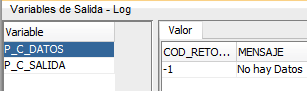 Variables de Salida - Log
Variable
P_C_DATOS
P_C_SALIDA
Valor
COD_RETO... MENSAJE
-1 No hay Datos